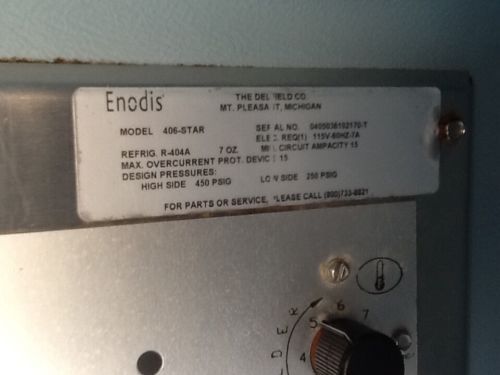 Enodis
THE DELFIELD CO.
MT. PLEASANT, MICHIGAN
MODEL 406-STAR
SERIAL NO. 0405036102170-T
ELEC. REQ(1) 115V-60HZ-7A
REFRIG. R-404A 7 OZ.
MIN. CIRCUIT AMPACITY 15
MAX. OVERCURRENT PROT. DEVICE 15
DESIGN PRESSURES:
HIGH SIDE 450 PSIG LOW SIDE 250 PSIG
FOR PARTS OR SERVICE, PLEASE CALL (800)733-8821
4 5 6 7